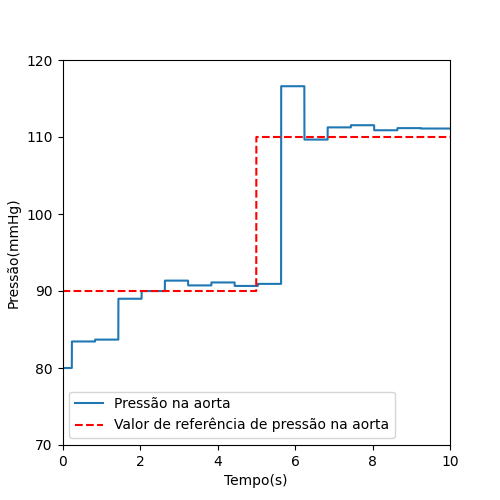 120
110
100
90
80
70
Pressão(mmHg)
Pressão na aorta
Valor de referência de pressão na aorta
0 2 4 6 8 10
Tempo(s)